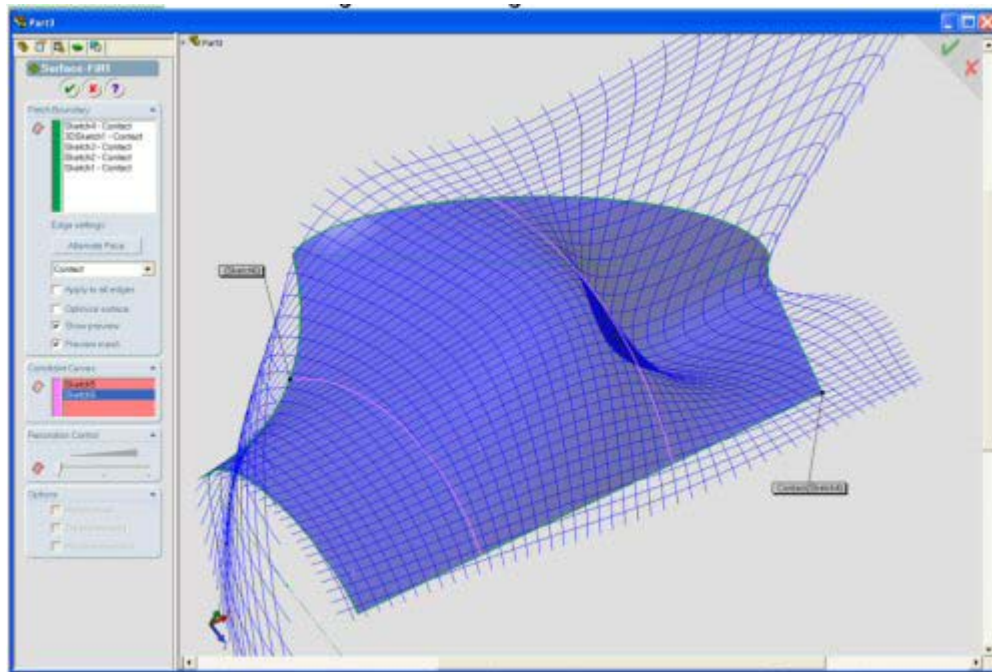 Part3
Part3
Surface-Fill1
Patch Boundary
Sketch4 - Contact
3DSketch1 - Contact
Sketch3 - Contact
Sketch2 - Contact
Sketch1 - Contact
Edge settings:
Alternate Face
Contact
Apply to all edges
Optimize surface
Show preview
Preview mesh
Constraint Curves
Sketch5
Sketch6
Resolution Control
Options
Contact(Sketch4)